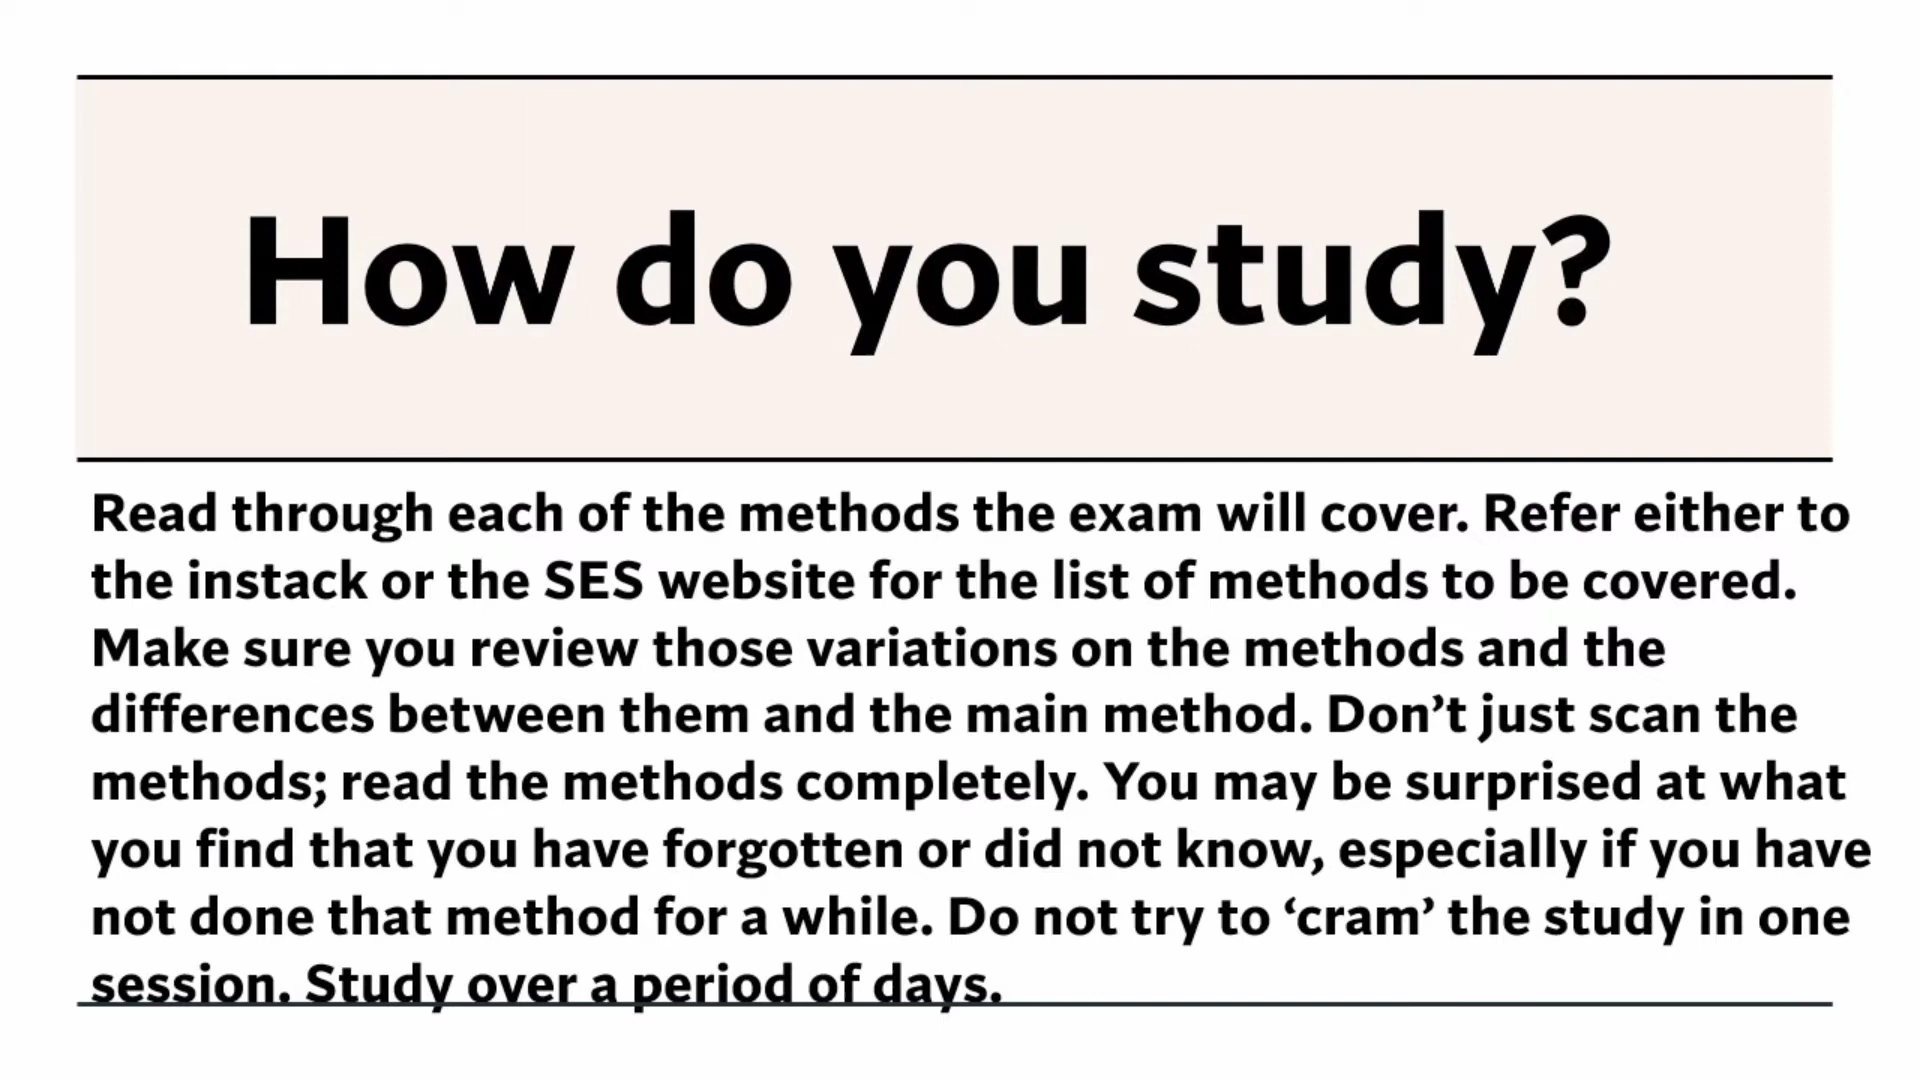 How do you study?
Read through each of the methods the exam will cover. Refer either to
the instack or the SES website for the list of methods to be covered.
Make sure you review those variations on the methods and the
differences between them and the main method. Don’t just scan the
methods; read the methods completely. You may be surprised at what
you find that you have forgotten or did not know, especially if you have
not done that method for a while. Do not try to ‘cram’ the study in one
session. Study over a period of days.